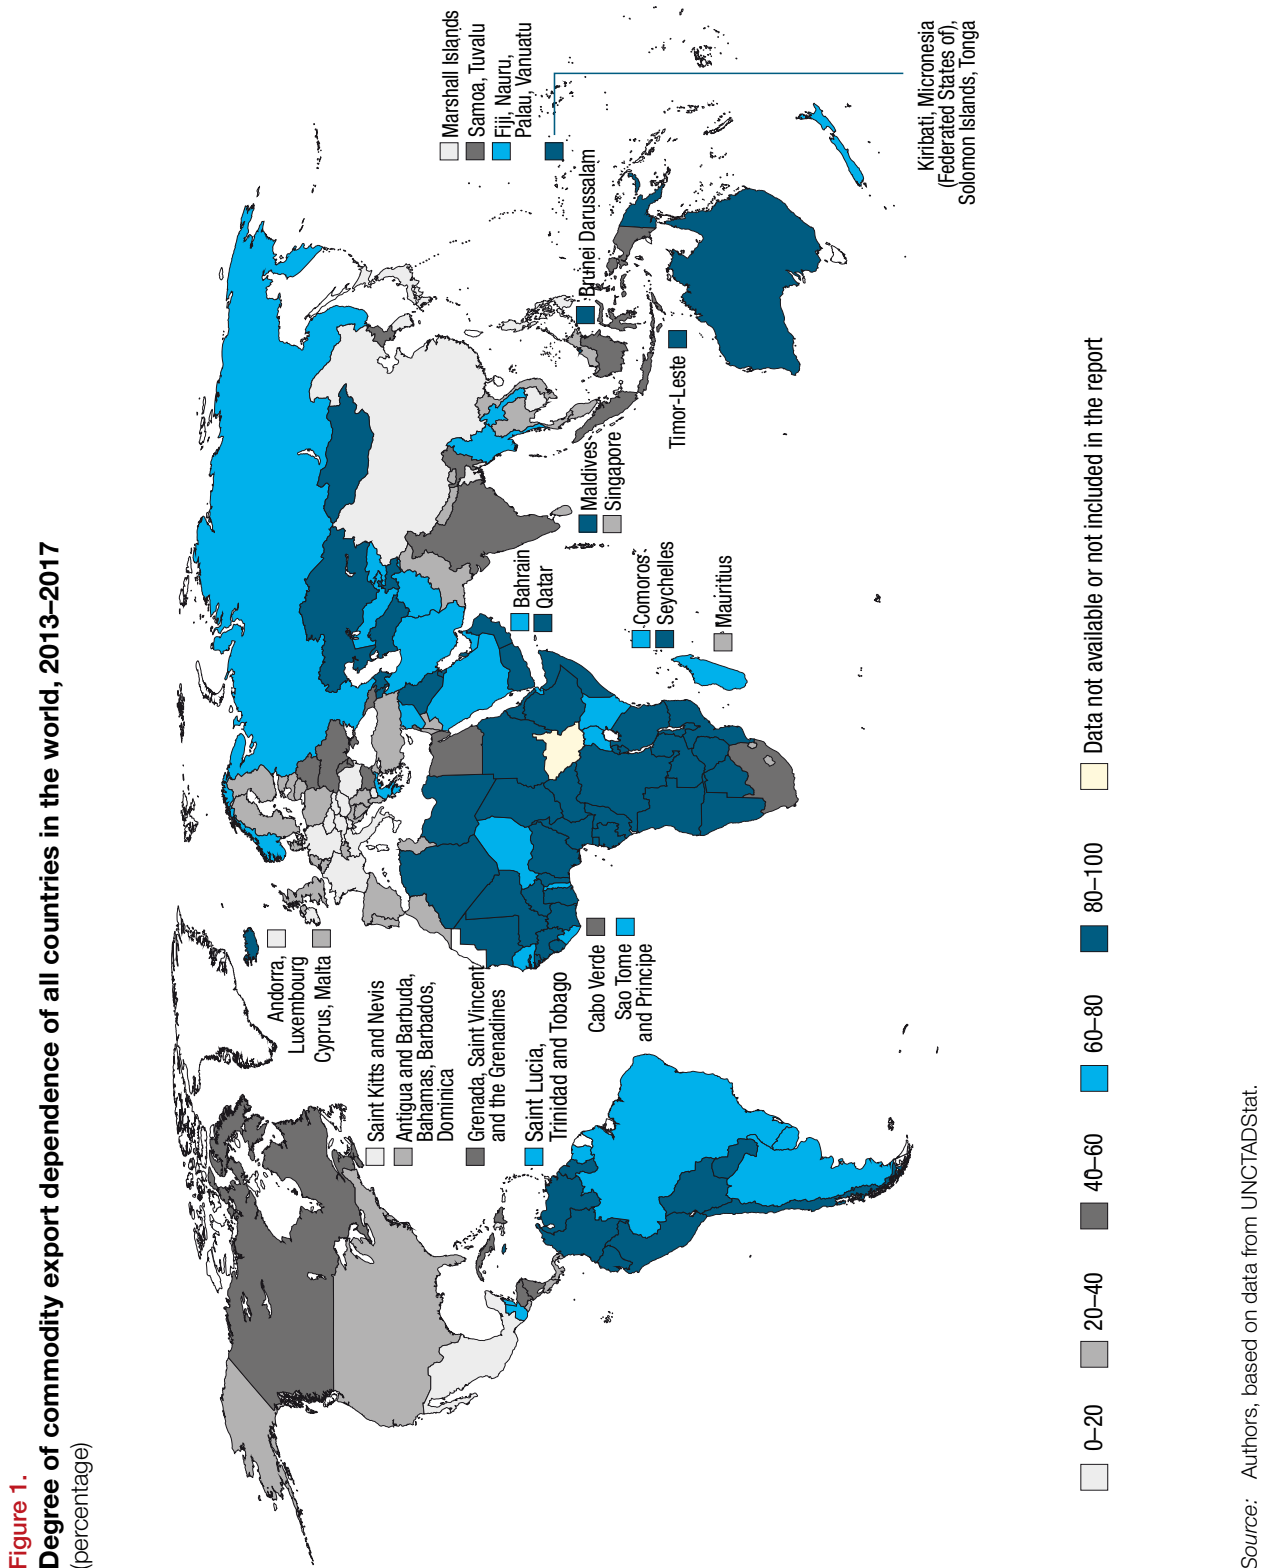 Figure 1.
Degree of commodity export dependence of all countries in the world, 2013–2017
(percentage)
Andorra,
Luxembourg
Cyprus, Malta
Saint Kitts and Nevis
Antigua and Barbuda,
Bahamas, Barbados,
Dominica
Grenada, Saint Vincent
and the Grenadines
Saint Lucia,
Trinidad and Tobago
Cabo Verde
Sao Tome
and Principe
Bahrain
Qatar
Comoros
Seychelles
Mauritius
Maldives
Singapore
Timor-Leste
Brunei Darussalam
Marshall Islands
Samoa, Tuvalu
Fiji, Nauru,
Palau, Vanuatu
Kiribati, Micronesia
(Federated States of),
Solomon Islands, Tonga
0–20
20–40
40–60
60–80
80–100
Data not available or not included in the report
Source: Authors, based on data from UNCTADStat.